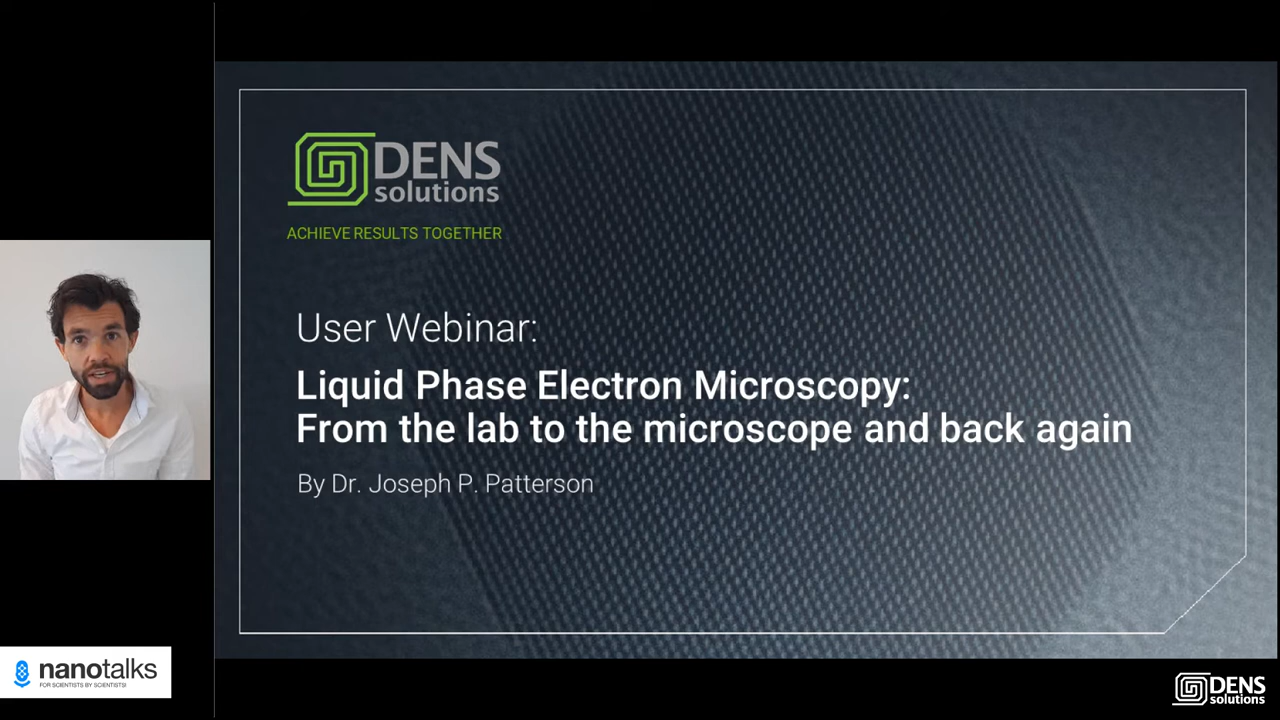 DENS
solutions
ACHIEVE RESULTS TOGETHER
User Webinar:
Liquid Phase Electron Microscopy:
From the lab to the microscope and back again
By Dr. Joseph P. Patterson
nanotalks
FOR SCIENTISTS BY SCIENTISTS!
DENS
solutions